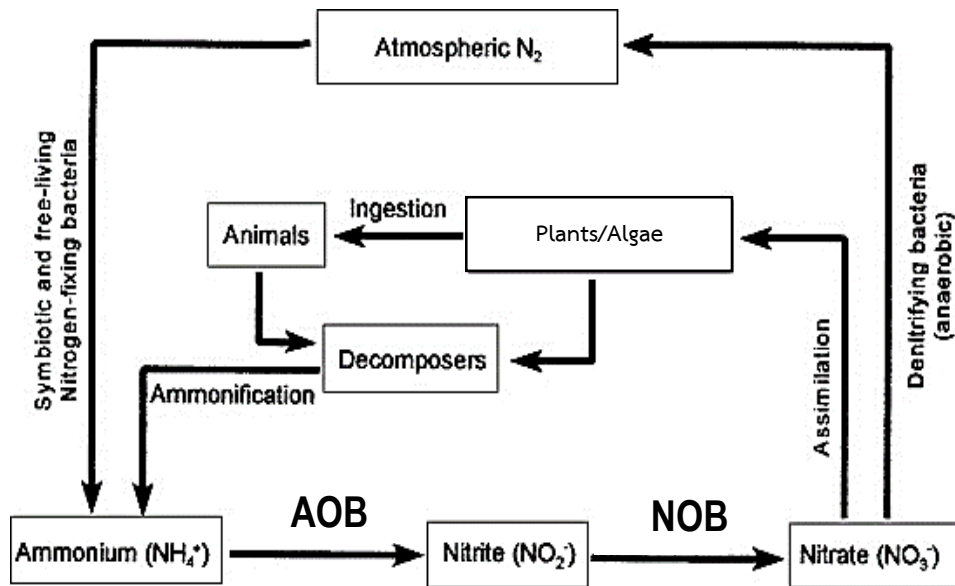 Atmospheric N₂
Symbiotic and free-living
Nitrogen-fixing bacteria
Ingestion
Animals
Plants/Algae
Denitrifying bacteria
(anaerobic)
Decomposers
Ammonification
Assimilation
AOB
NOB
Ammonium (NH₄⁺)
Nitrite (NO₂⁻)
Nitrate (NO₃⁻)